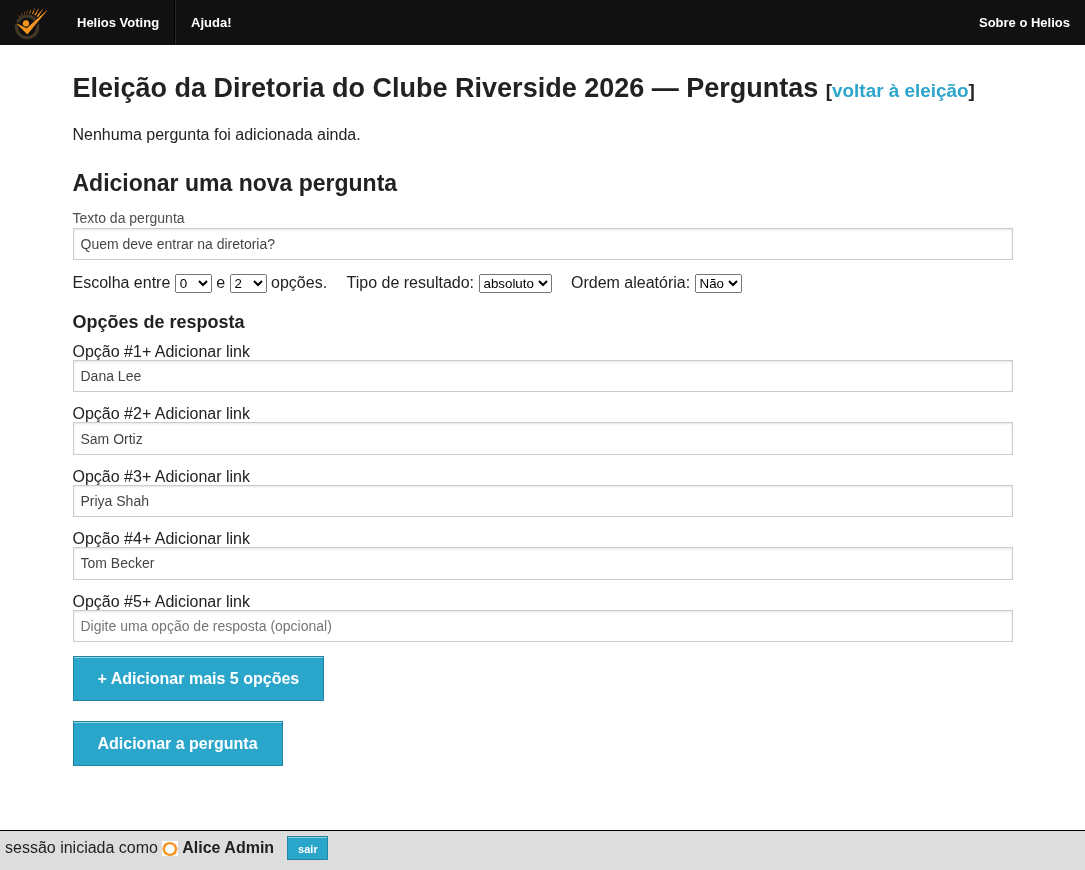 Helios Voting Ajuda! Sobre o Helios
Eleição da Diretoria do Clube Riverside 2026 — Perguntas [voltar à eleição]
Nenhuma pergunta foi adicionada ainda.
Adicionar uma nova pergunta
Texto da pergunta
Quem deve entrar na diretoria?
Escolha entre 0 e 2 opções. Tipo de resultado: absoluto Ordem aleatória: Não
Opções de resposta
Opção #1+ Adicionar link
Dana Lee
Opção #2+ Adicionar link
Sam Ortiz
Opção #3+ Adicionar link
Priya Shah
Opção #4+ Adicionar link
Tom Becker
Opção #5+ Adicionar link
Digite uma opção de resposta (opcional)
+ Adicionar mais 5 opções
Adicionar a pergunta
sessão iniciada como Alice Admin sair